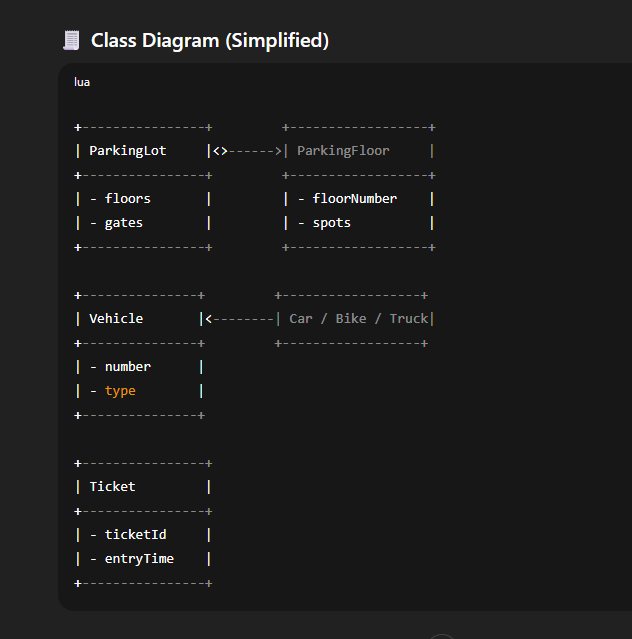 🧾 Class Diagram (Simplified)
lua
+----------------+         +------------------+
| ParkingLot     |<>------>| ParkingFloor     |
+----------------+         +------------------+
| - floors       |         | - floorNumber    |
| - gates        |         | - spots          |
+----------------+         +------------------+
+---------------+         +------------------+
| Vehicle       |<--------| Car / Bike / Truck|
+---------------+         +------------------+
| - number      |
| - type        |
+---------------+
+----------------+
| Ticket         |
+----------------+
| - ticketId     |
| - entryTime    |
+----------------+